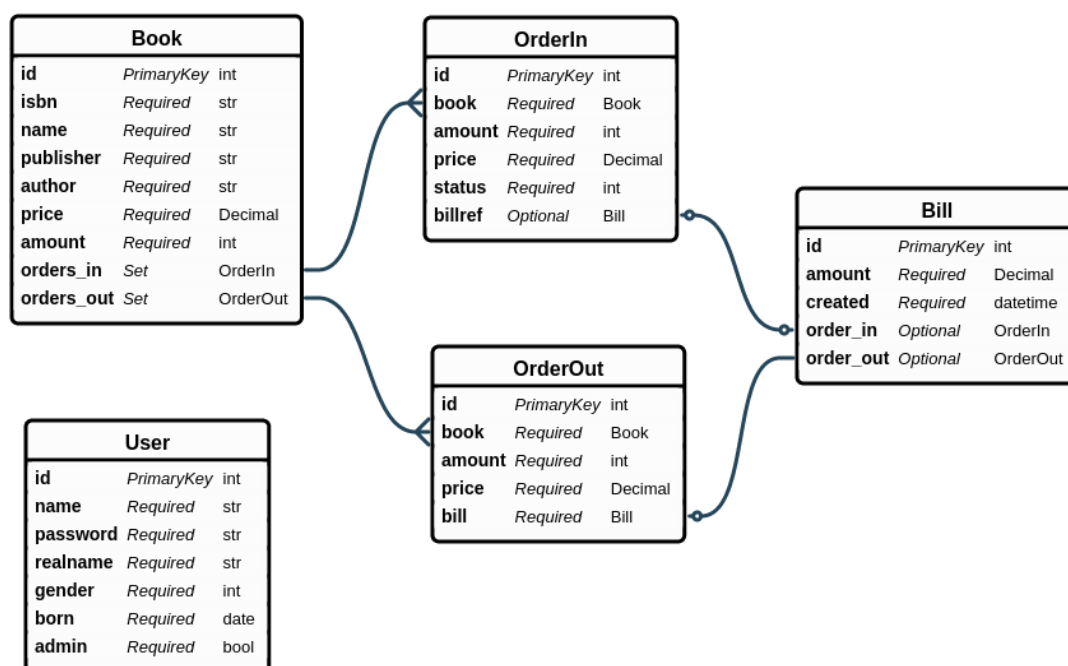 Book
id PrimaryKey int
isbn Required str
name Required str
publisher Required str
author Required str
price Required Decimal
amount Required int
orders_in Set OrderIn
orders_out Set OrderOut
OrderIn
id PrimaryKey int
book Required Book
amount Required int
price Required Decimal
status Required int
billref Optional Bill
Bill
id PrimaryKey int
amount Required Decimal
created Required datetime
order_in Optional OrderIn
order_out Optional OrderOut
OrderOut
id PrimaryKey int
book Required Book
amount Required int
price Required Decimal
bill Required Bill
User
id PrimaryKey int
name Required str
password Required str
realname Required str
gender Required int
born Required date
admin Required bool